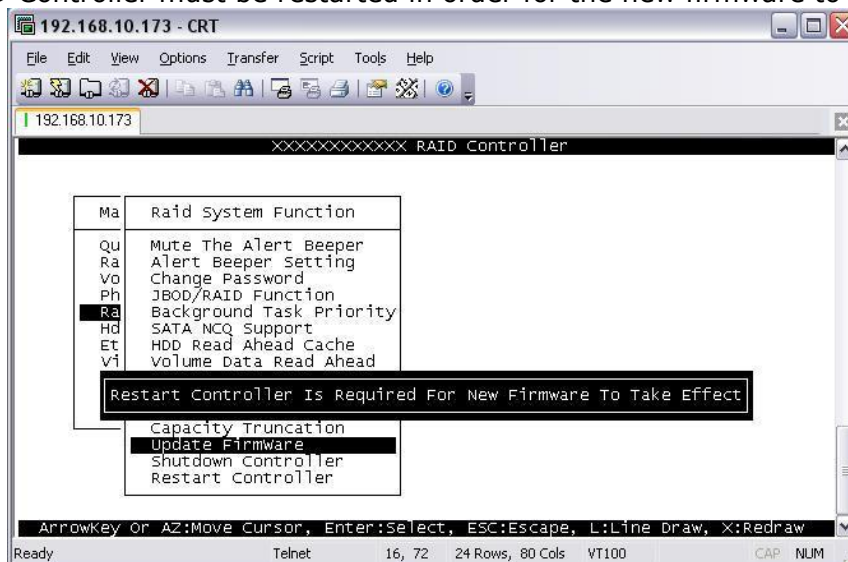 Controller must be restarted in order for the new firmware to
192.168.10.173 - CRT
File Edit View Options Transfer Script Tools Help
192.168.10.173
XXXXXXXXXXXX RAID Controller
Ma
Raid System Function
Qu
Mute The Alert Beeper
Ra
Alert Beeper Setting
Vo
Change Password
Ph
JBOD/RAID Function
Ra
Background Task Priority
Hd
SATA NCQ Support
Et
HDD Read Ahead Cache
Vi
Volume Data Read Ahead
Restart Controller Is Required For New Firmware To Take Effect
Capacity Truncation
Update Firmware
Shutdown Controller
Restart Controller
ArrowKey Or AZ:Move Cursor, Enter:Select, ESC:Escape, L:Line Draw, X:Redraw
Ready Telnet 16, 72 24 Rows, 80 Cols VT100 CAP NUM